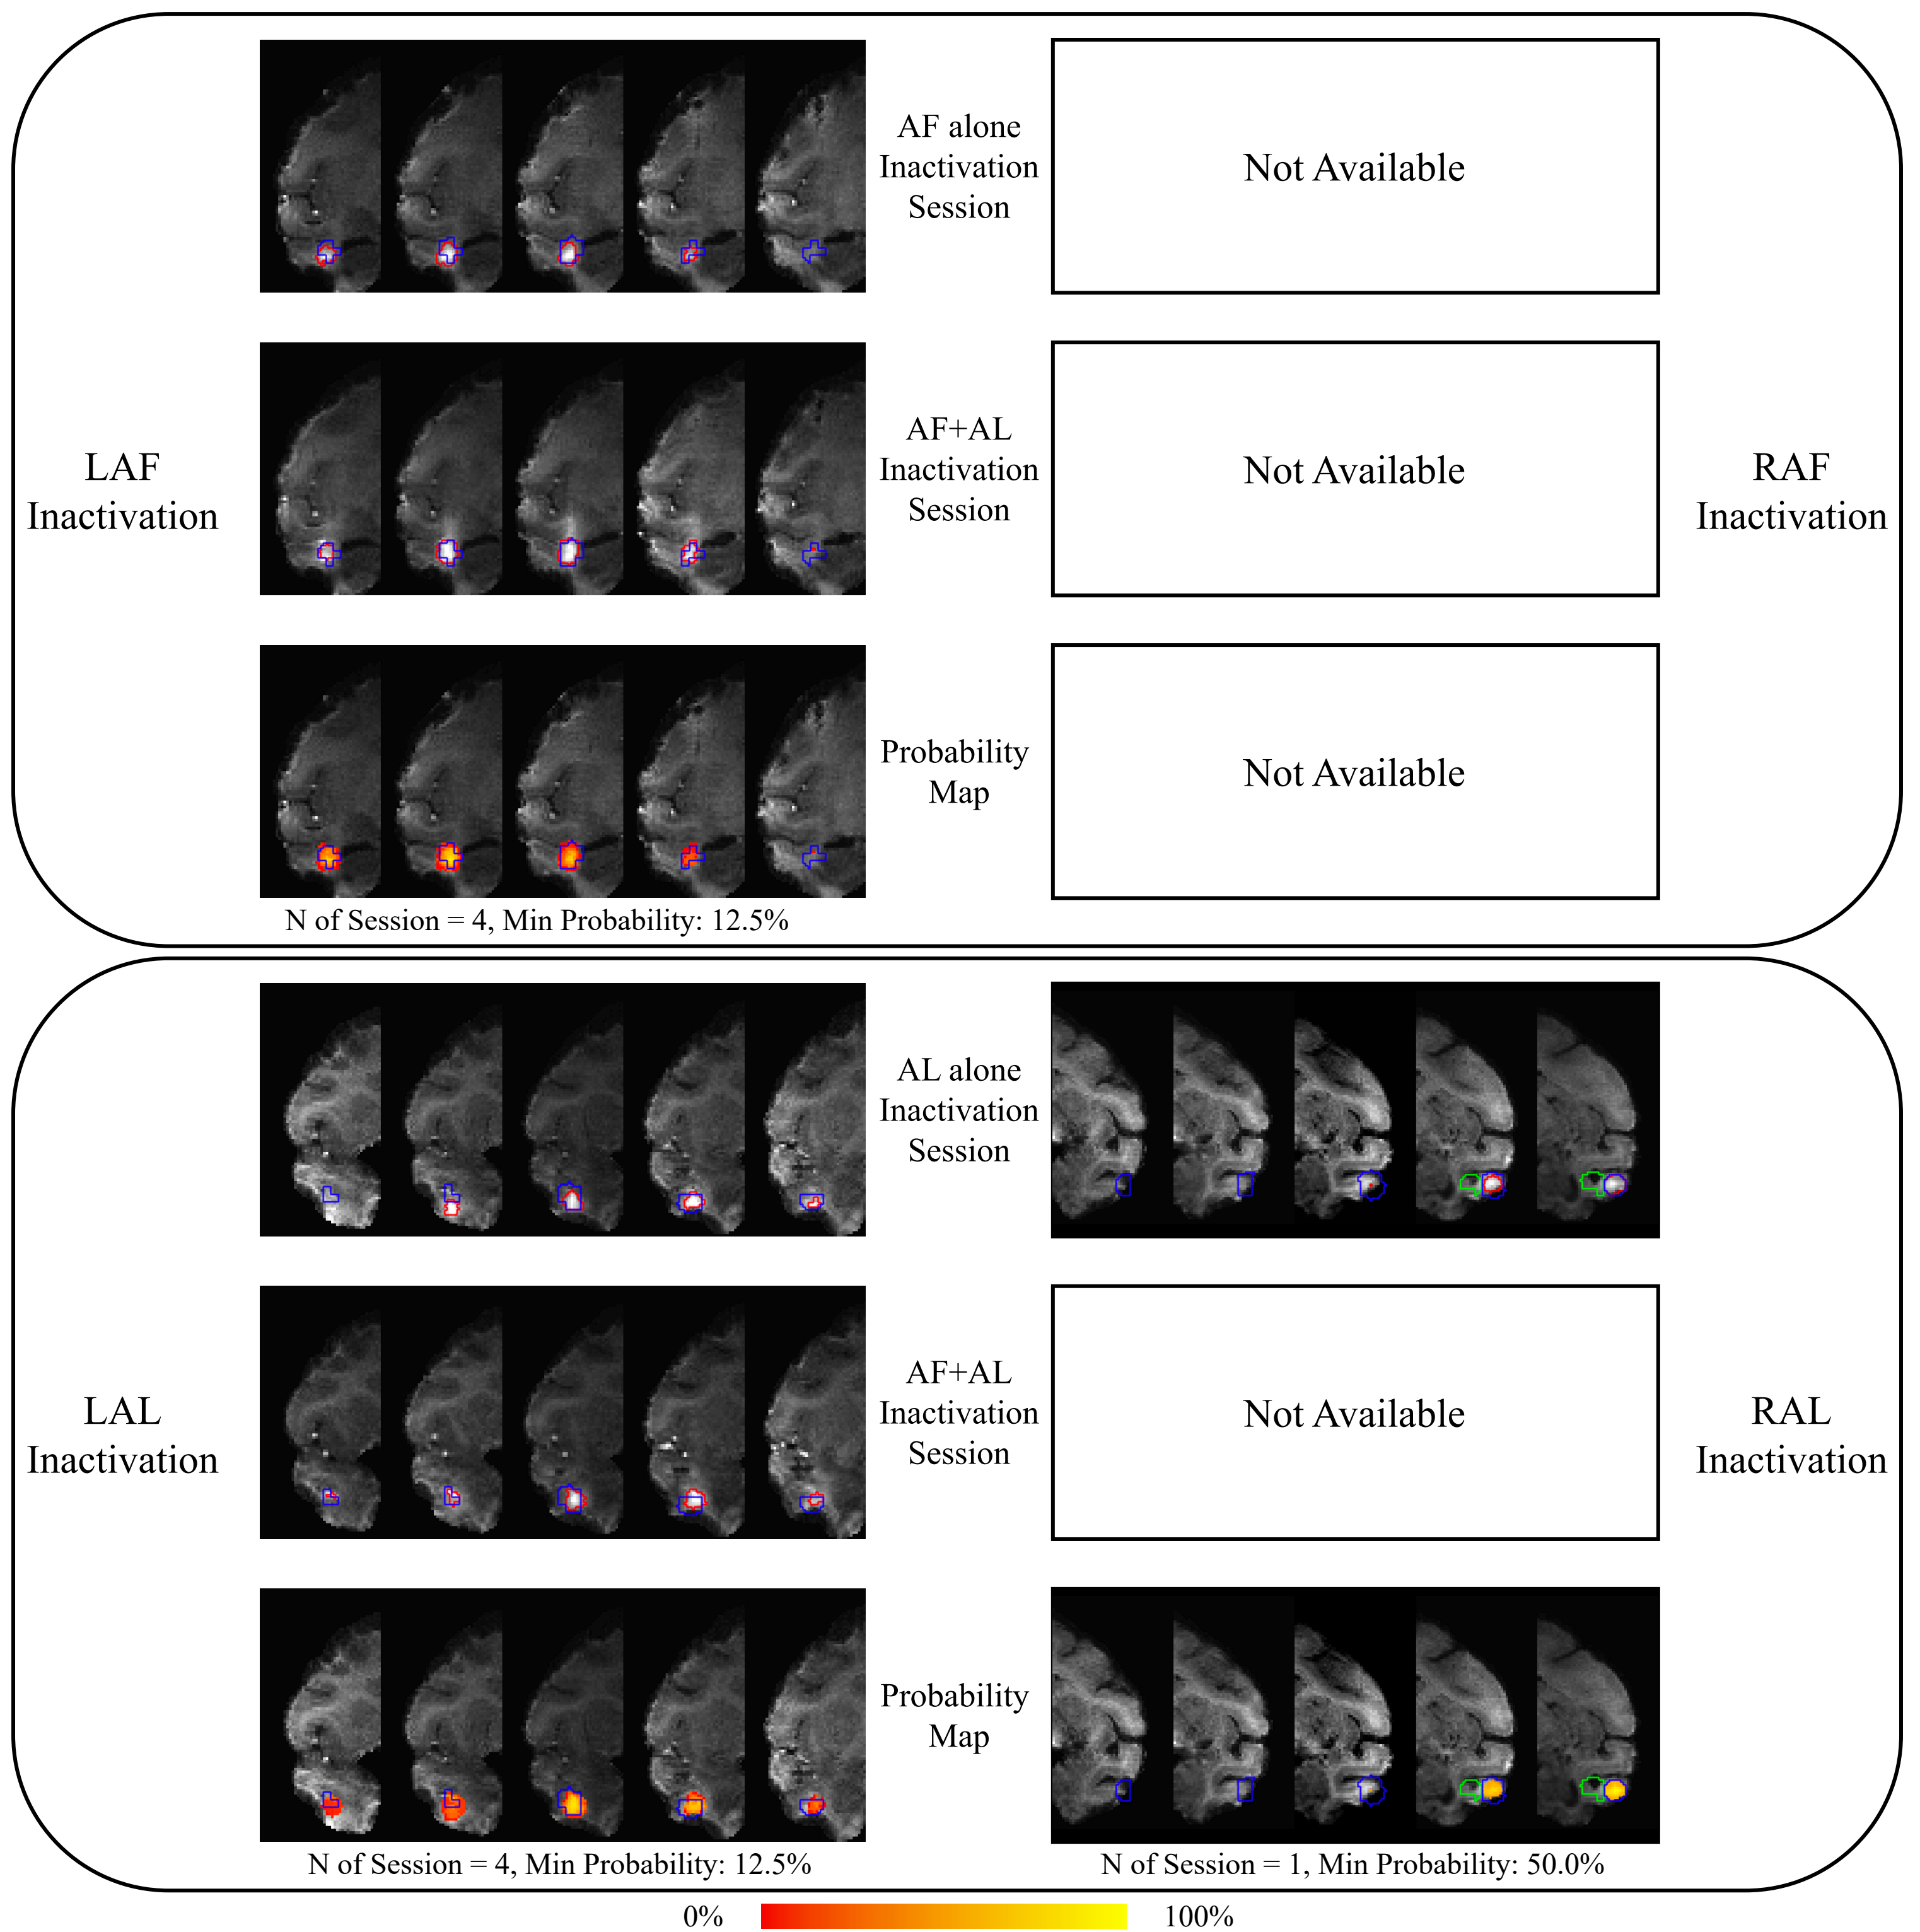 AF alone
Inactivation
Session
Not Available
LAF
Inactivation
AF+AL
Inactivation
Session
Not Available
RAF
Inactivation
Probability
Map
Not Available
N of Session = 4, Min Probability: 12.5%
AL alone
Inactivation
Session
LAL
Inactivation
AF+AL
Inactivation
Session
Not Available
RAL
Inactivation
Probability
Map
N of Session = 4, Min Probability: 12.5%
N of Session = 1, Min Probability: 50.0%
0%
100%